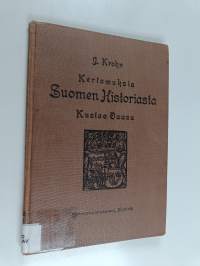 J. Krohn
Kertomuksia
Suomen Historiasta
Kustaa Vaasa